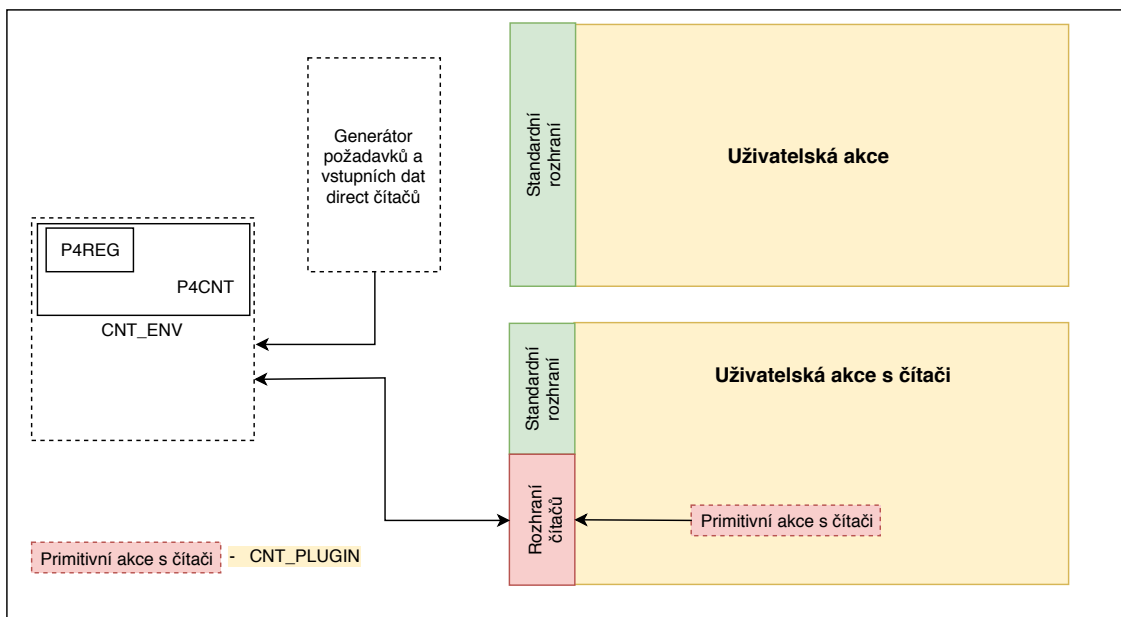 Generátor
požadavků a
vstupních dat
direct čítačů
P4REG
P4CNT
CNT_ENV
Standardní
rozhraní
Uživatelská akce
Standardní
rozhraní
Uživatelská akce s čítači
Rozhraní
čítačů
Primitivní akce s čítači
Primitivní akce s čítači - CNT_PLUGIN